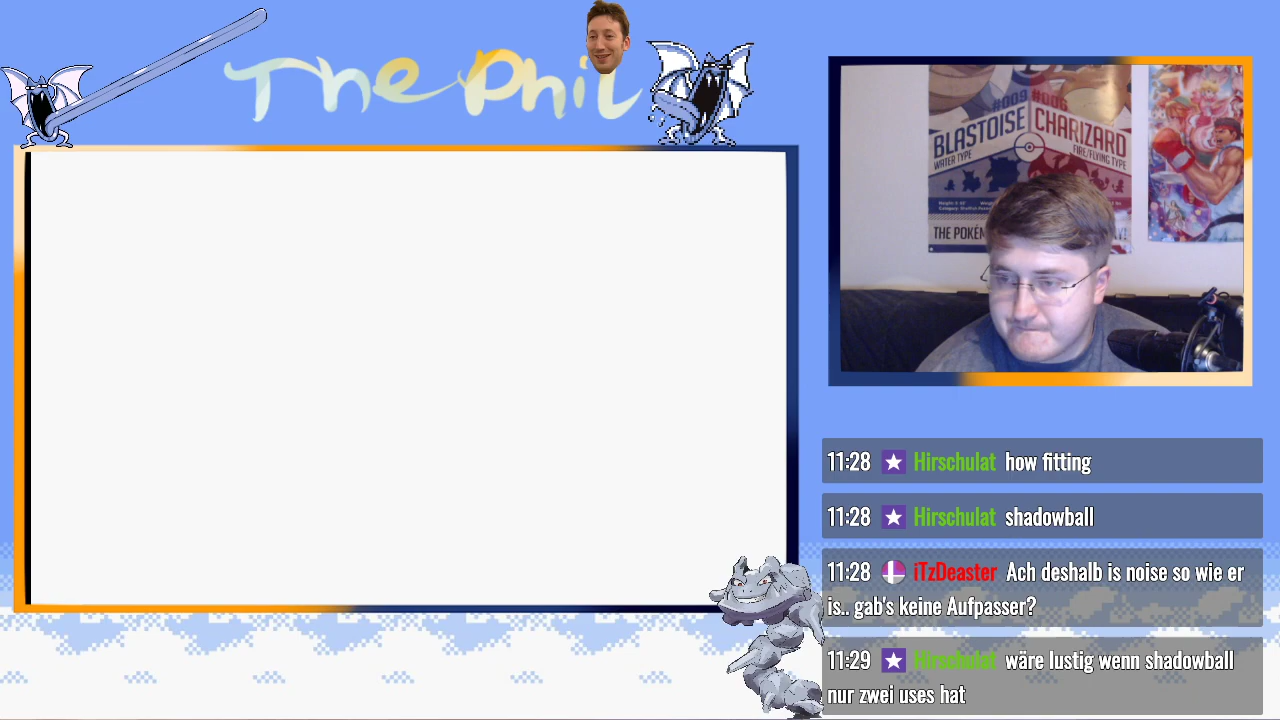 The Phil
#009 #006
BLASTOISE CHARIZARD
WATER TYPE FIRE/FLYING TYPE
11:28 Hirschulat how fitting
11:28 Hirschulat shadowball
11:28 iTzDeaster Ach deshalb is noise so wie er
is.. gab's keine Aufpasser?
11:29 Hirschulat wäre lustig wenn shadowball
nur zwei uses hat